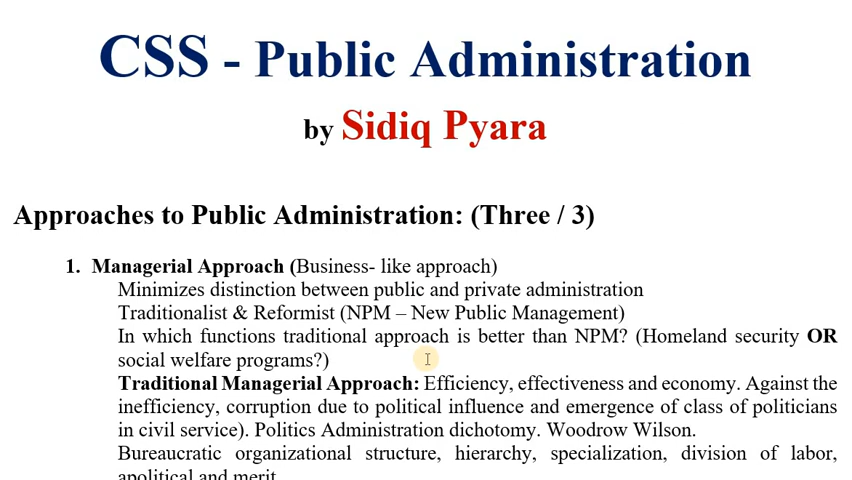 CSS - Public Administration
by Sidiq Pyara
Approaches to Public Administration: (Three / 3)
1. Managerial Approach (Business- like approach)
Minimizes distinction between public and private administration
Traditionalist & Reformist (NPM – New Public Management)
In which functions traditional approach is better than NPM? (Homeland security OR
social welfare programs?)
Traditional Managerial Approach: Efficiency, effectiveness and economy. Against the
inefficiency, corruption due to political influence and emergence of class of politicians
in civil service). Politics Administration dichotomy. Woodrow Wilson.
Bureaucratic organizational structure, hierarchy, specialization, division of labor,
apolitical and merit